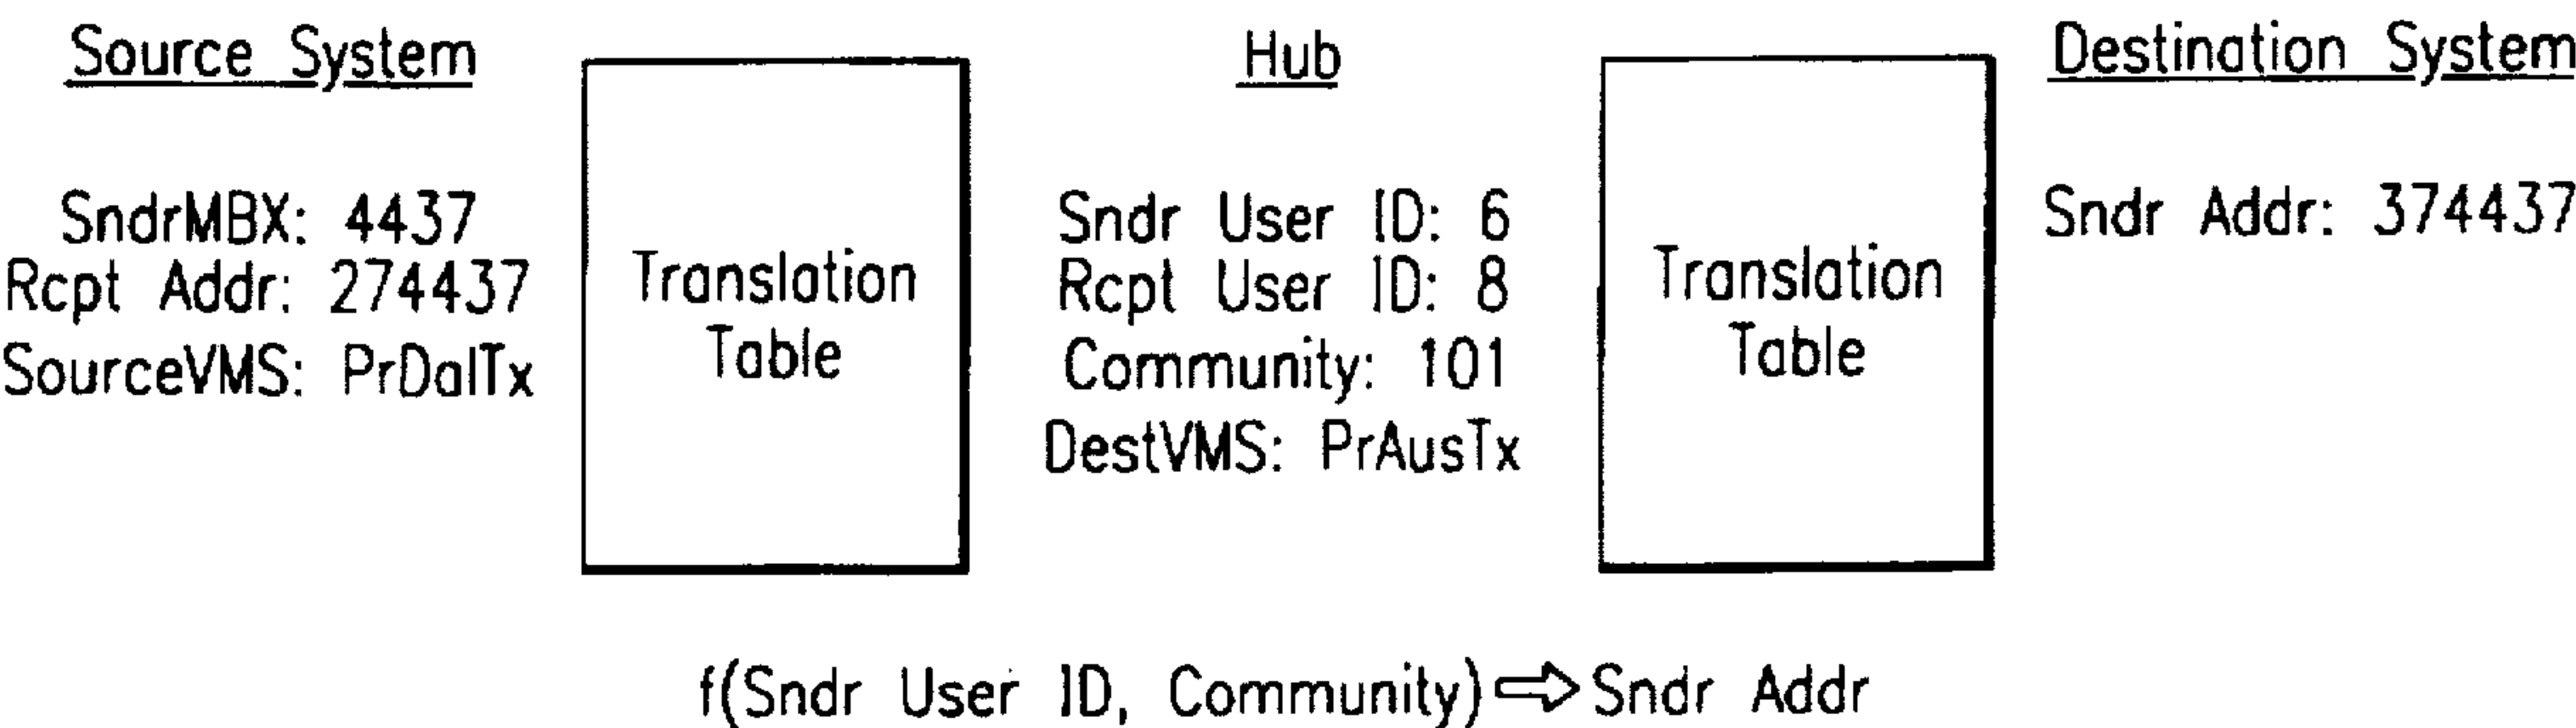 Source System
SndrMBX: 4437
Rcpt Addr: 274437
SourceVMS: PrDalTx
Translation
Table
Hub
Sndr User ID: 6
Rcpt User ID: 8
Community: 101
DestVMS: PrAusTx
Translation
Table
Destination System
Sndr Addr: 374437
f(Sndr User ID, Community)⇨Sndr Addr